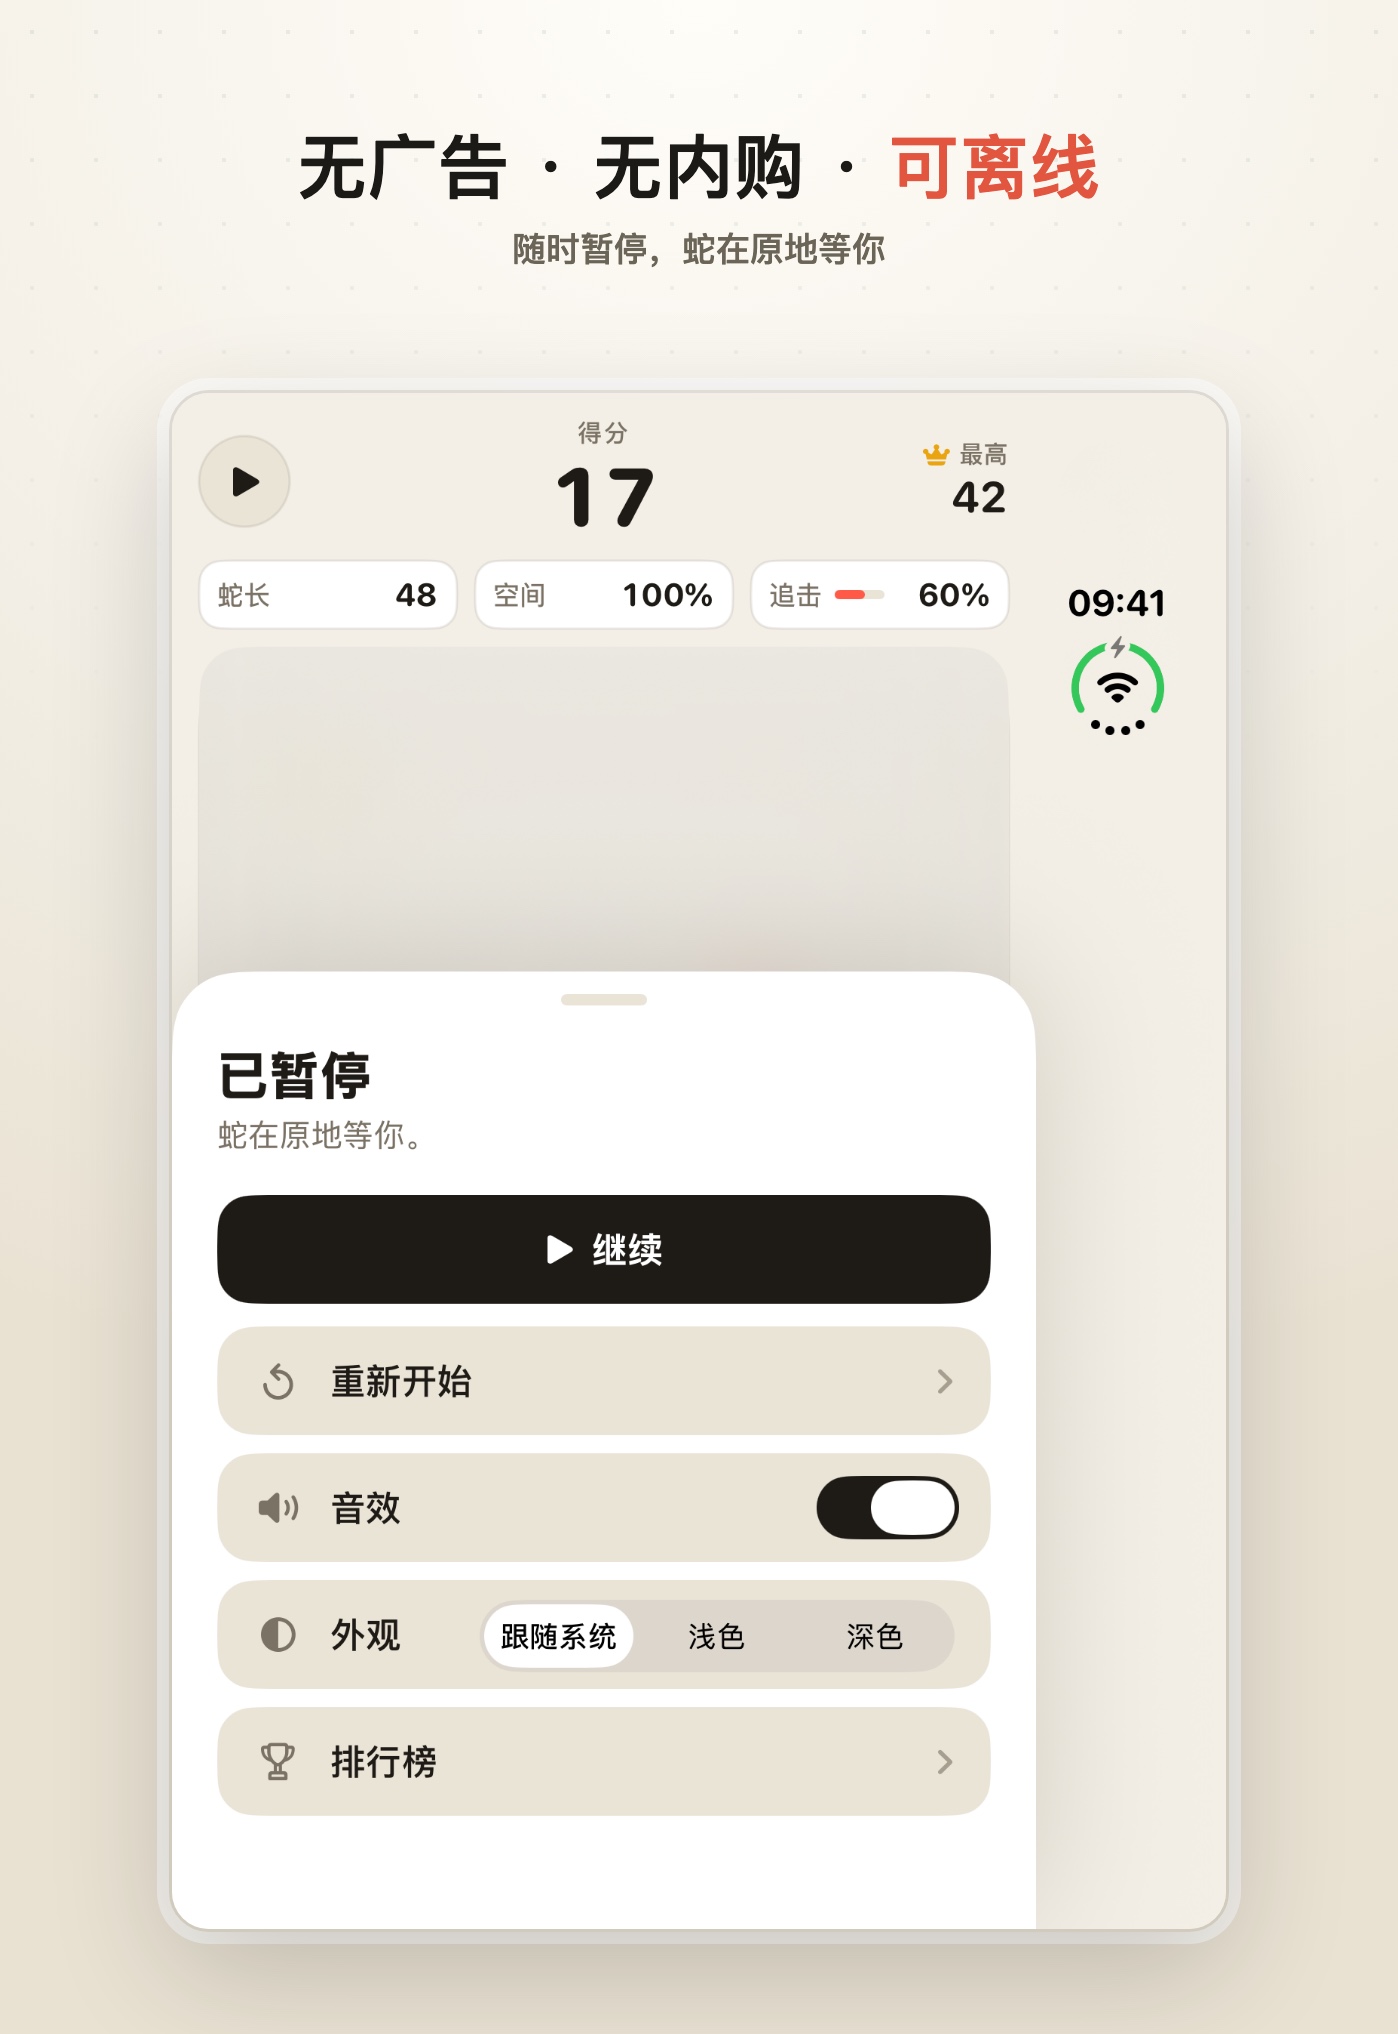 无广告 · 无内购 · 可离线
随时暂停，蛇在原地等你
得分
17
最高
42
蛇长 48
空间 100%
追击 60%
09:41
已暂停
蛇在原地等你。
继续
重新开始
音效
外观 跟随系统 浅色 深色
排行榜